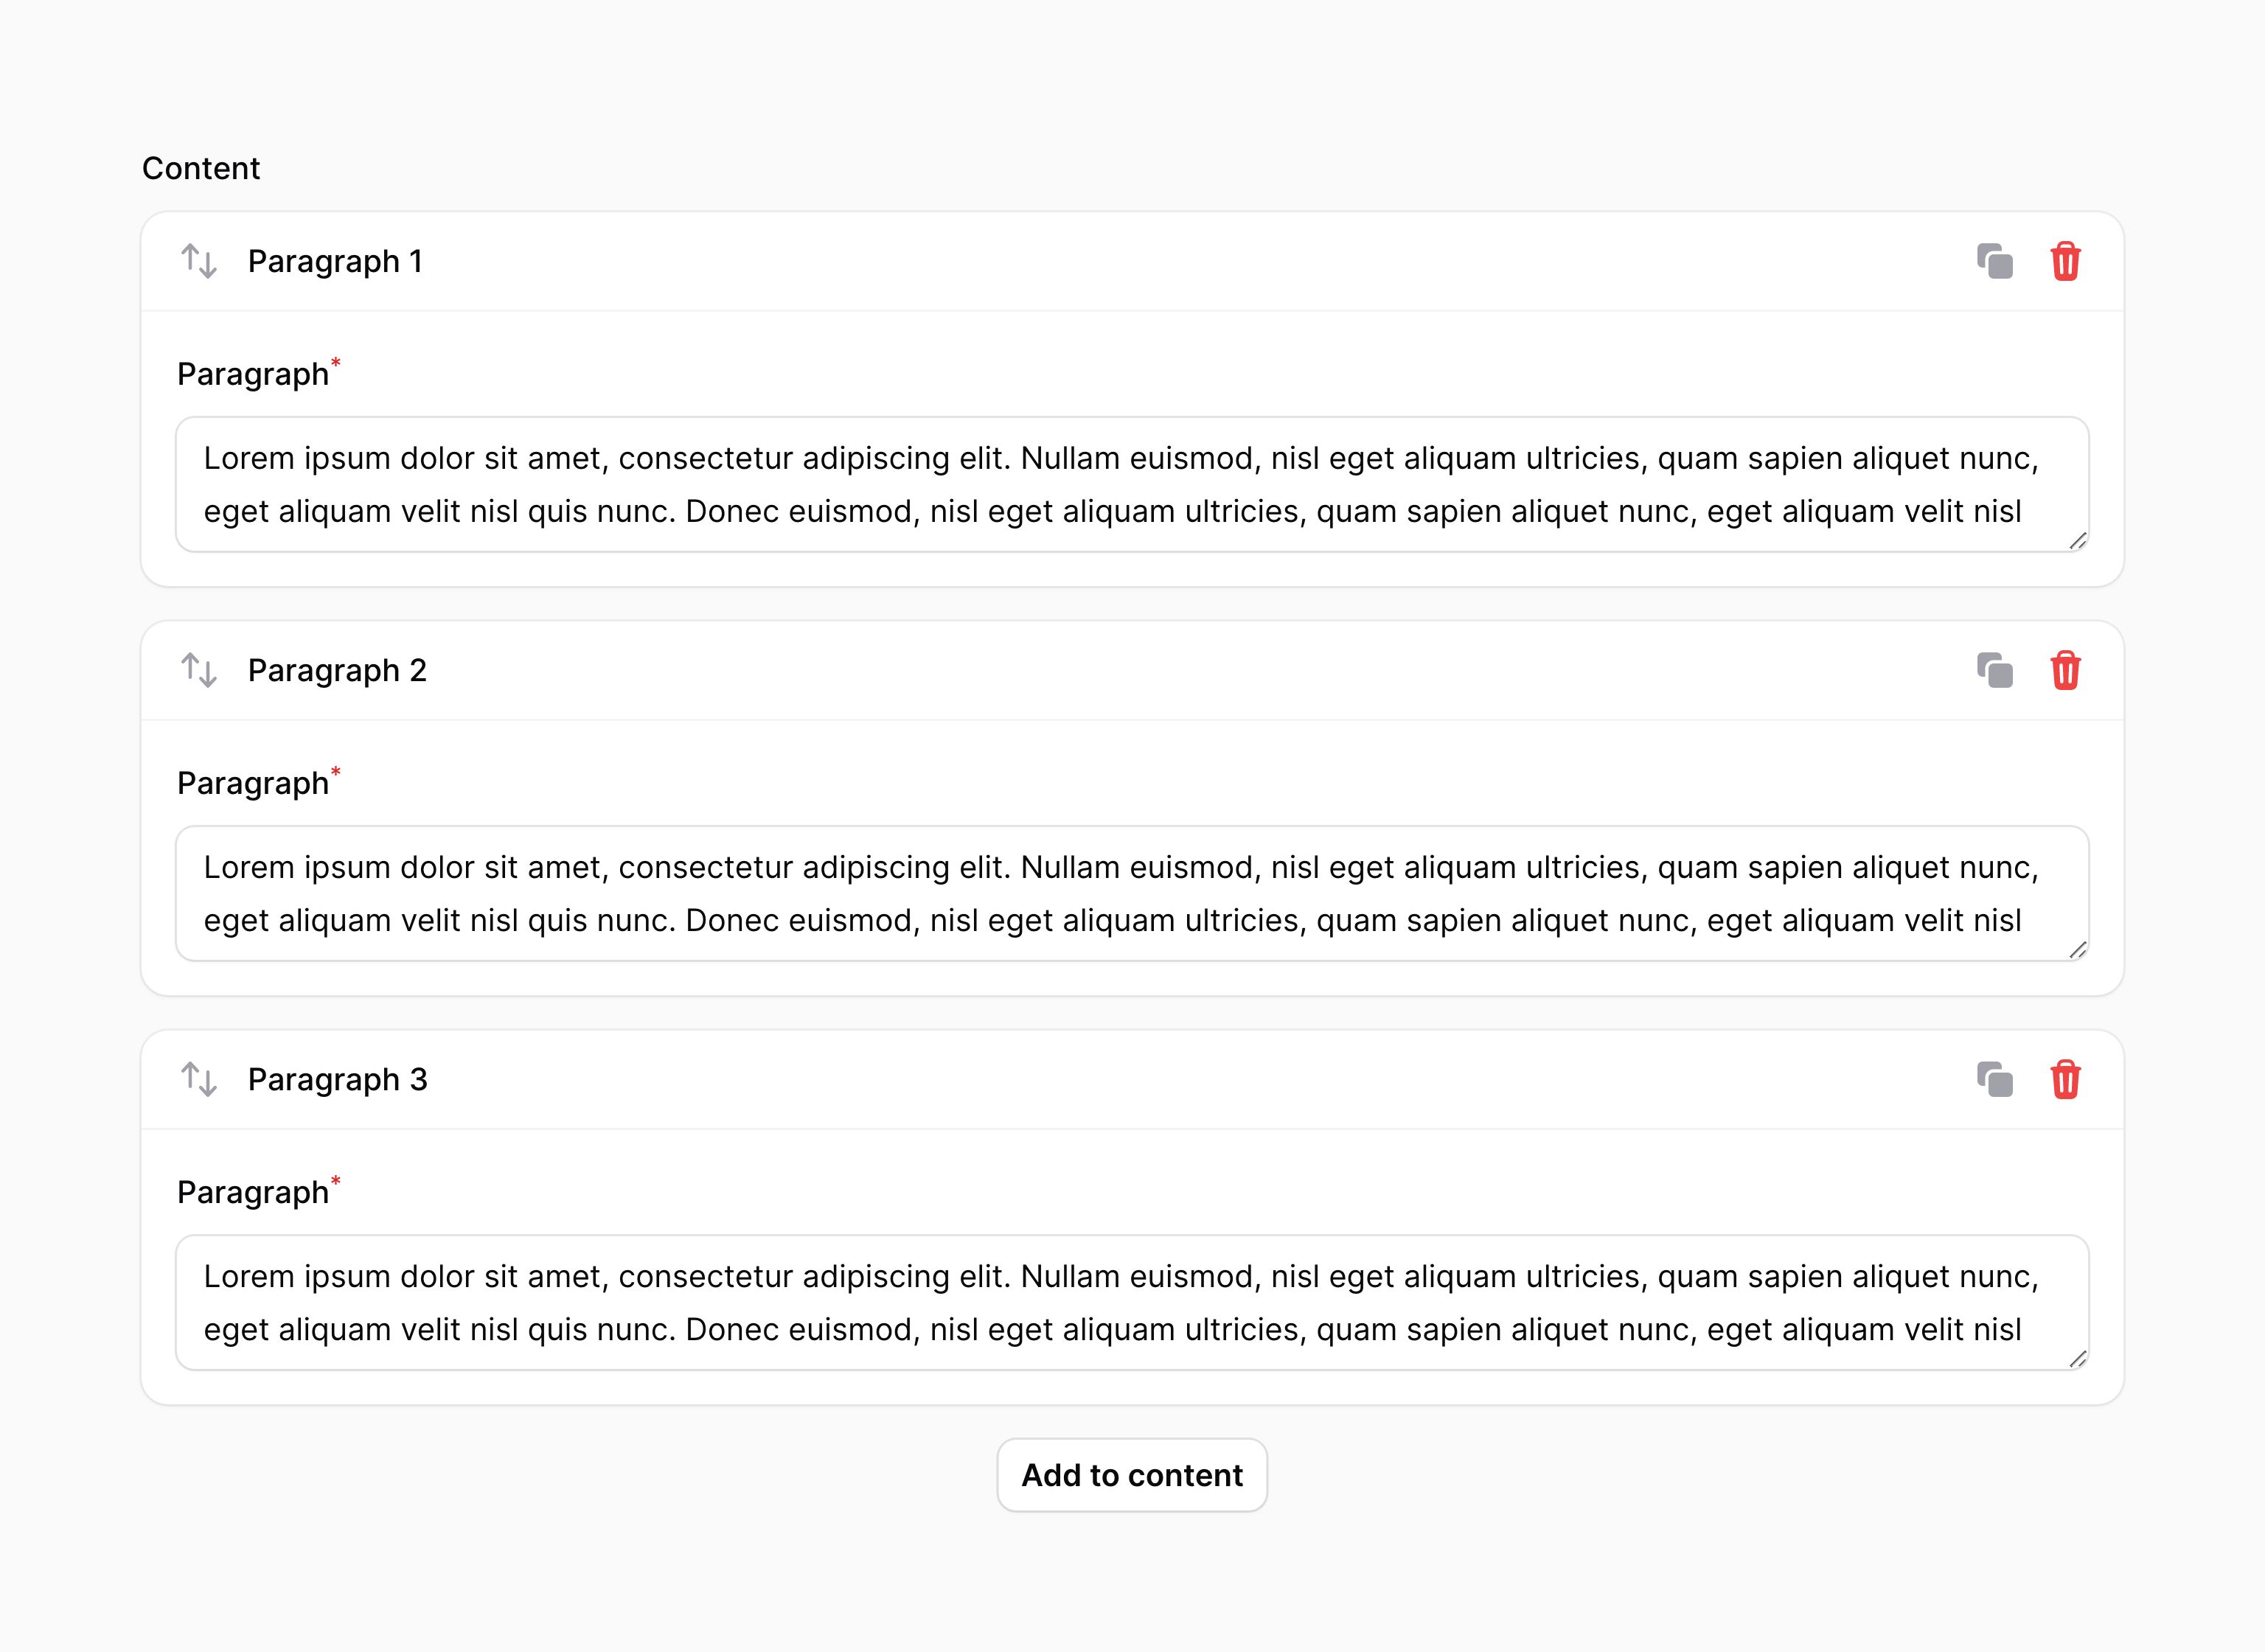 Content
Paragraph 1
Paragraph*
Lorem ipsum dolor sit amet, consectetur adipiscing elit. Nullam euismod, nisl eget aliquam ultricies, quam sapien aliquet nunc,
eget aliquam velit nisl quis nunc. Donec euismod, nisl eget aliquam ultricies, quam sapien aliquet nunc, eget aliquam velit nisl
Paragraph 2
Paragraph*
Lorem ipsum dolor sit amet, consectetur adipiscing elit. Nullam euismod, nisl eget aliquam ultricies, quam sapien aliquet nunc,
eget aliquam velit nisl quis nunc. Donec euismod, nisl eget aliquam ultricies, quam sapien aliquet nunc, eget aliquam velit nisl
Paragraph 3
Paragraph*
Lorem ipsum dolor sit amet, consectetur adipiscing elit. Nullam euismod, nisl eget aliquam ultricies, quam sapien aliquet nunc,
eget aliquam velit nisl quis nunc. Donec euismod, nisl eget aliquam ultricies, quam sapien aliquet nunc, eget aliquam velit nisl
Add to content